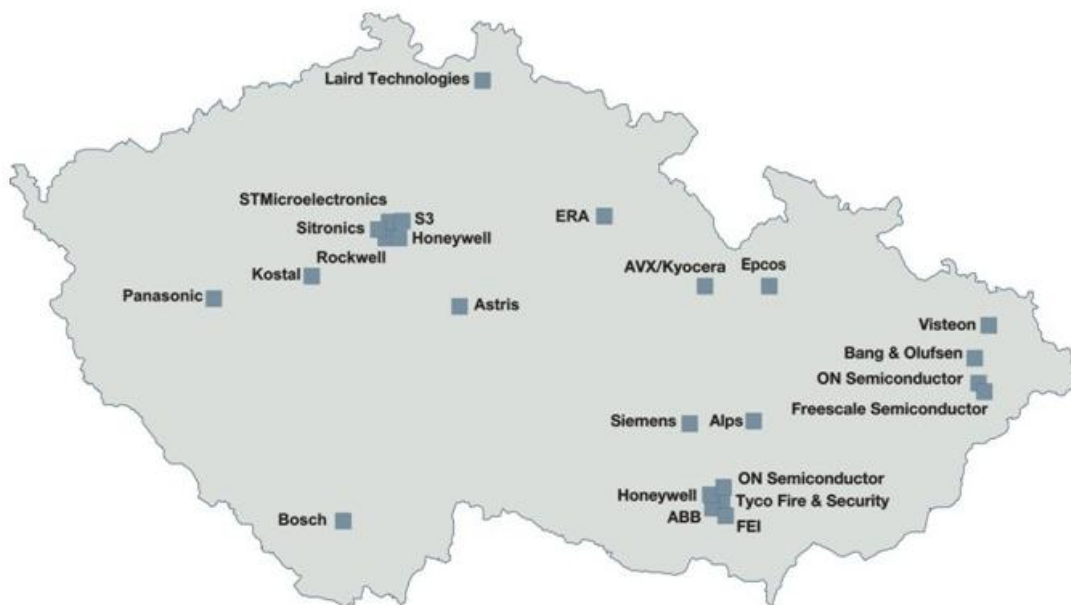 Laird Technologies
STMicroelectronics
S3
Sitronics
Honeywell
Rockwell
ERA
Kostal
AVX/Kyocera
Epcos
Panasonic
Astris
Visteon
Bang & Olufsen
ON Semiconductor
Freescale Semiconductor
Siemens
Alps
ON Semiconductor
Honeywell
Tyco Fire & Security
ABB
FEI
Bosch